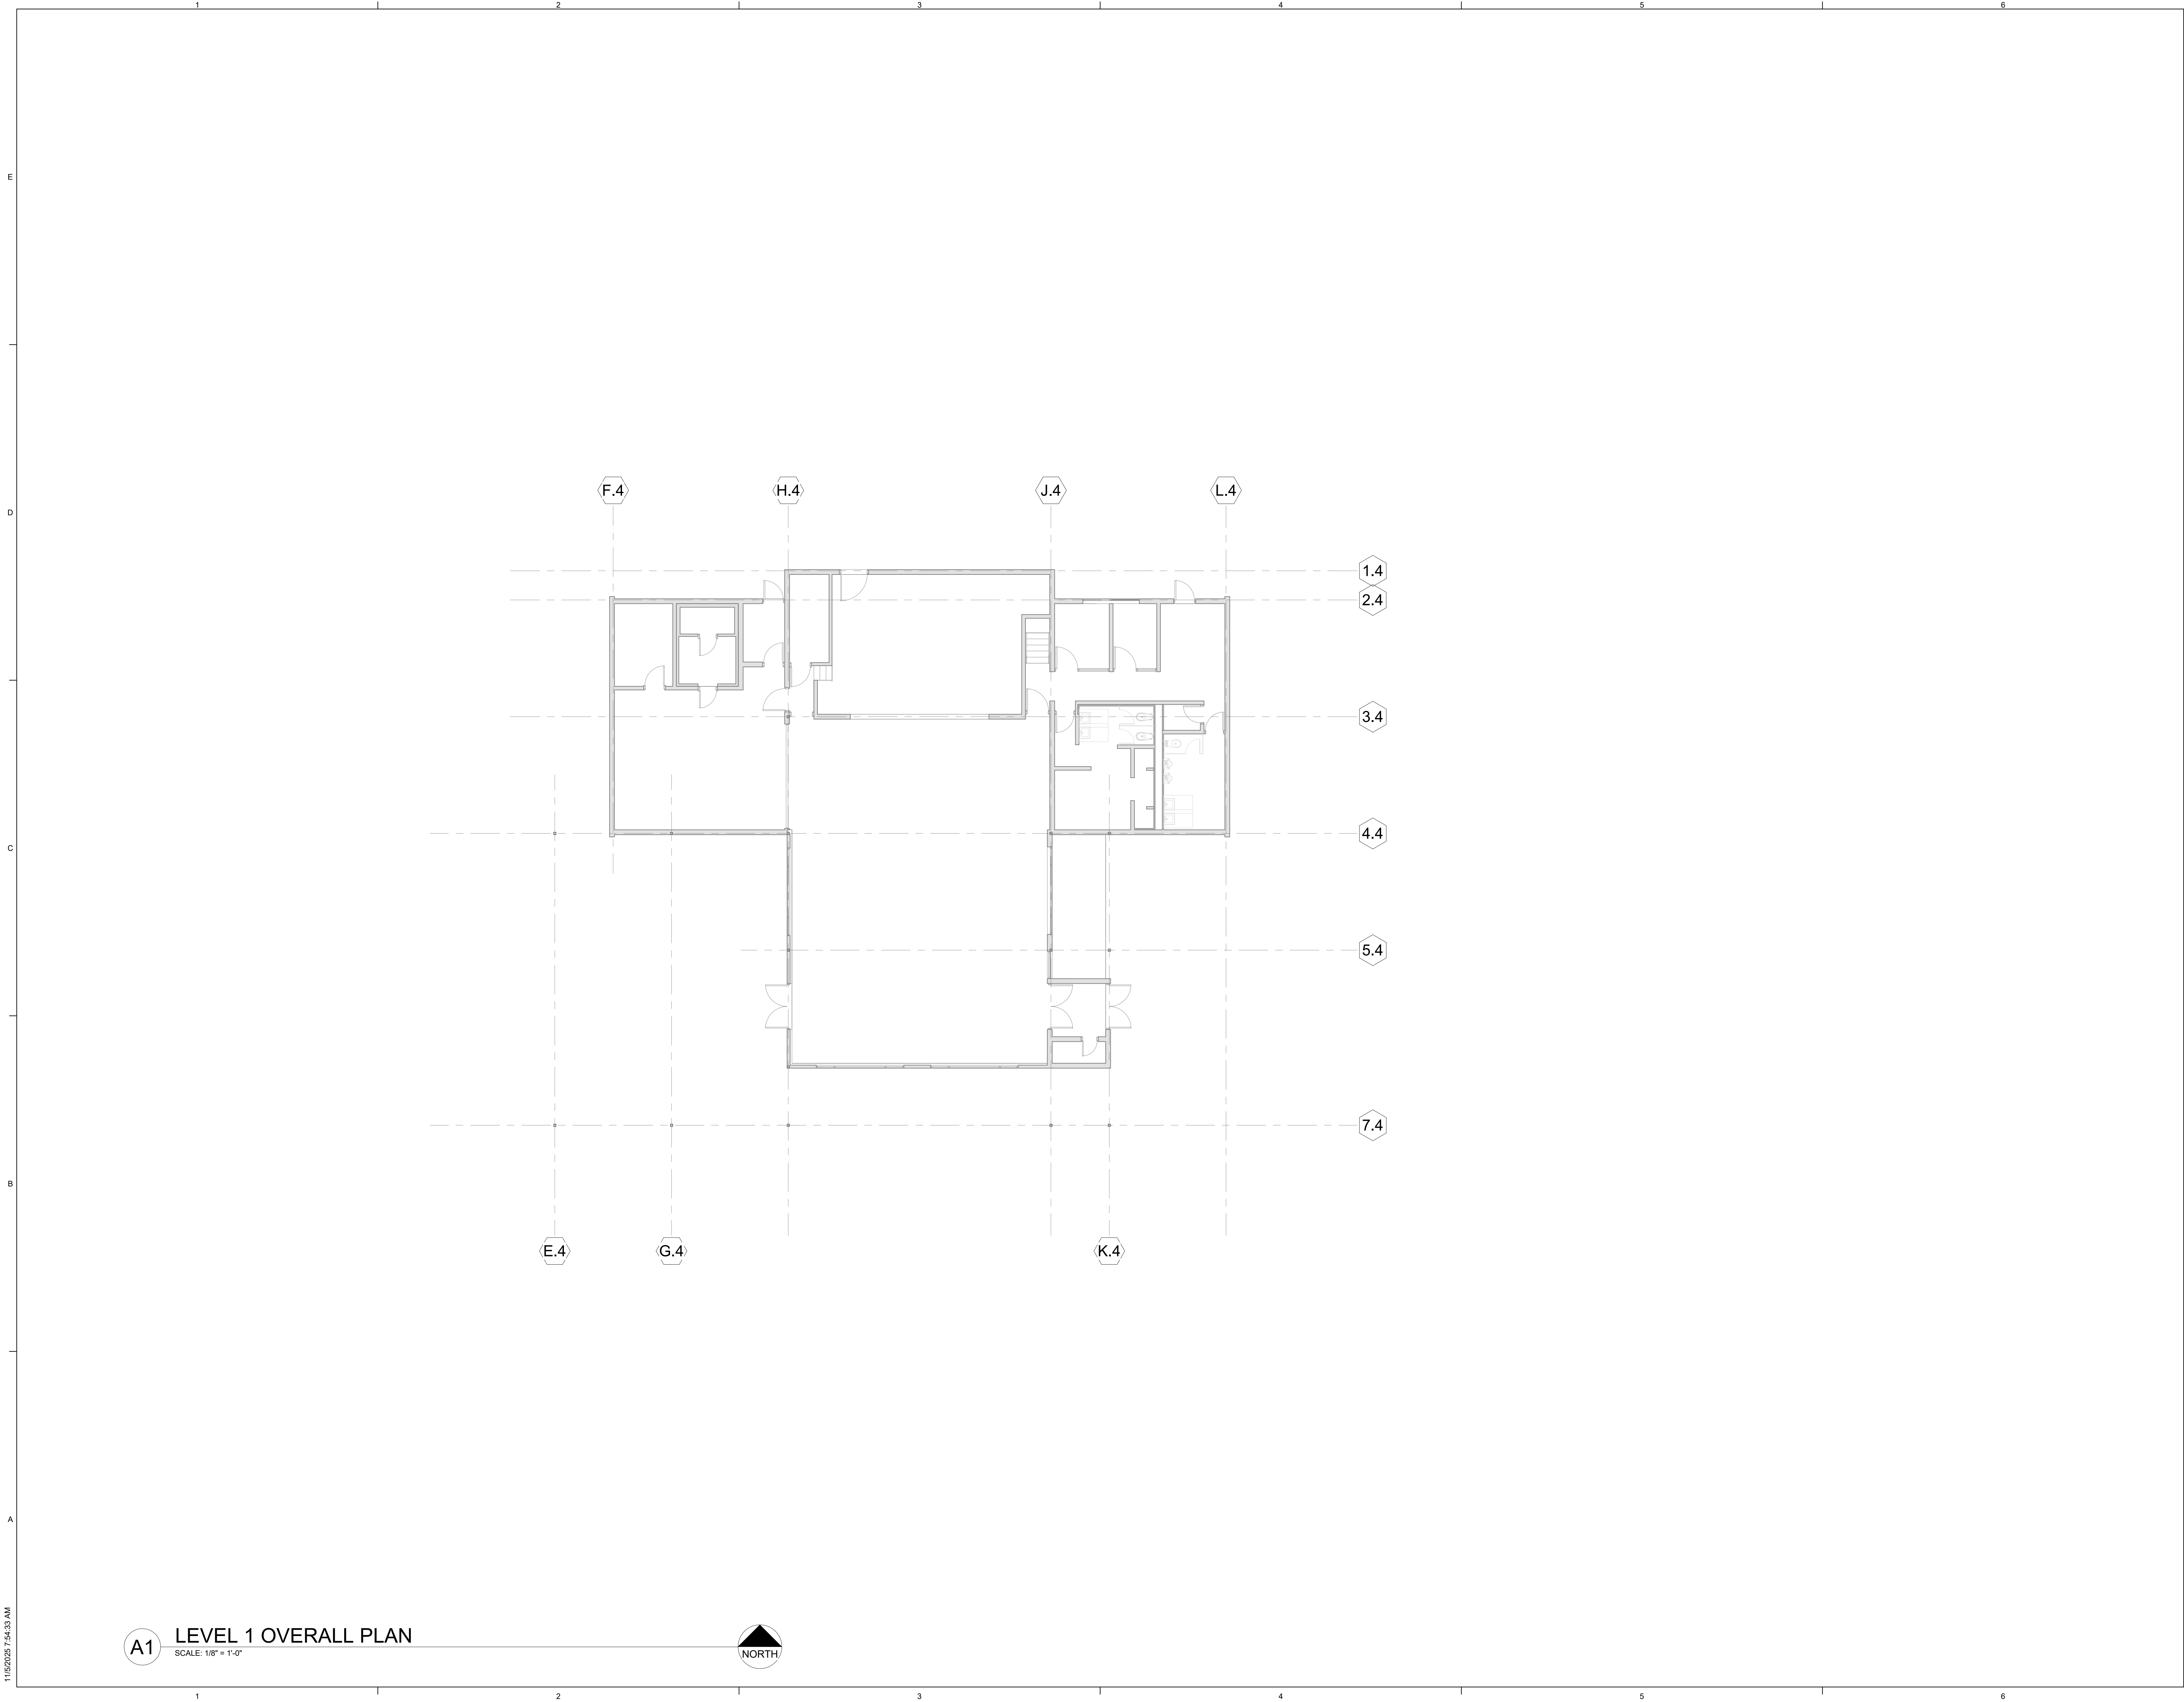 1 2 3 4 5 6
E
F.4 H.4 J.4 L.4
D
1.4
2.4
3.4
4.4
C
5.4
7.4
B
E.4 G.4 K.4
A
A1 LEVEL 1 OVERALL PLAN
SCALE: 1/8" = 1'-0"
NORTH
11/5/2025 7:54:33 AM
1 2 3 4 5 6